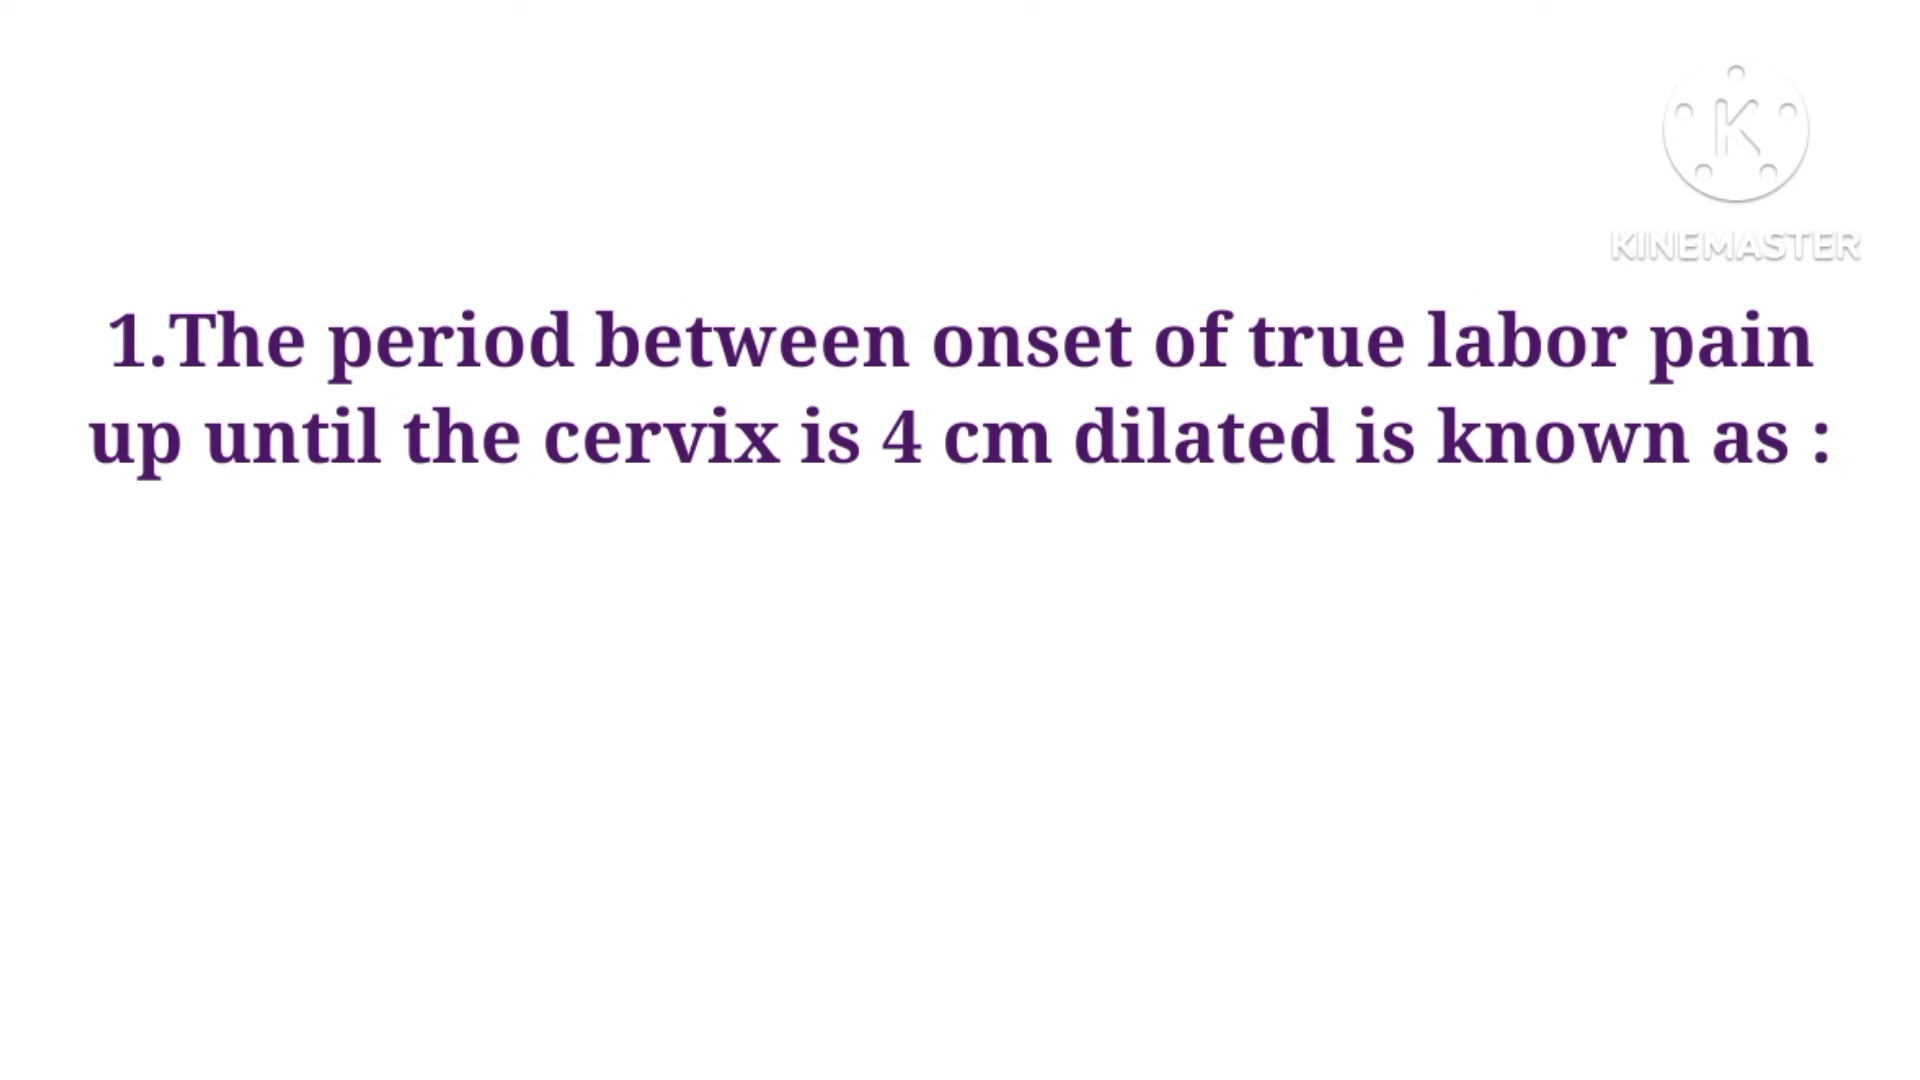 KINEMASTER
1.The period between onset of true labor pain
up until the cervix is 4 cm dilated is known as :